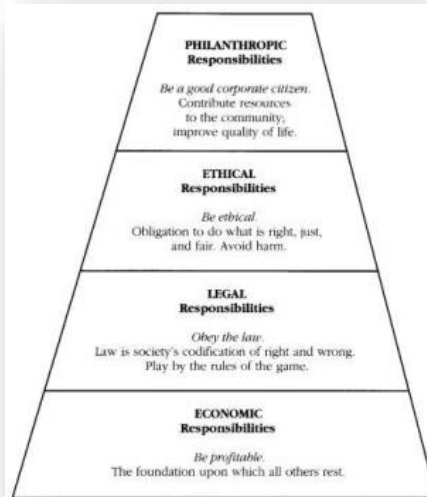 PHILANTHROPIC
Responsibilities
Be a good corporate citizen.
Contribute resources
to the community;
improve quality of life.
ETHICAL
Responsibilities
Be ethical.
Obligation to do what is right, just,
and fair. Avoid harm.
LEGAL
Responsibilities
Obey the law.
Law is society's codification of right and wrong.
Play by the rules of the game.
ECONOMIC
Responsibilities
Be profitable.
The foundation upon which all others rest.